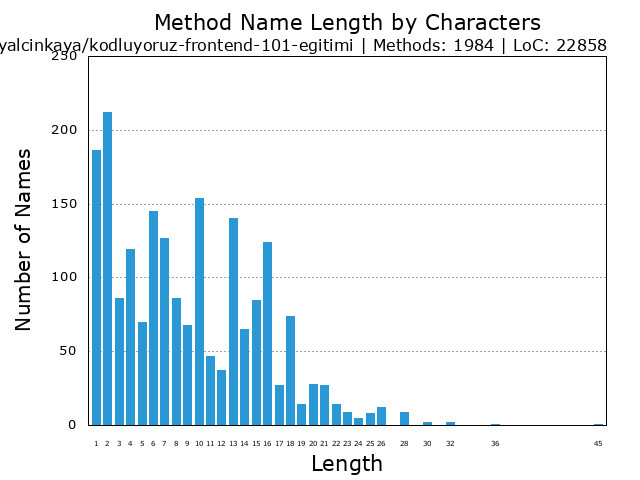 Method Name Length by Characters
yalcinkaya/kodluyoruz-frontend-101-egitimi | Methods: 1984 | LoC: 22858
250
200
150
100
50
0
Number of Names
1 2 3 4 5 6 7 8 9 10 11 12 13 14 15 16 17 18 19 20 21 22 23 24 25 26 28 30 32 36 45
Length